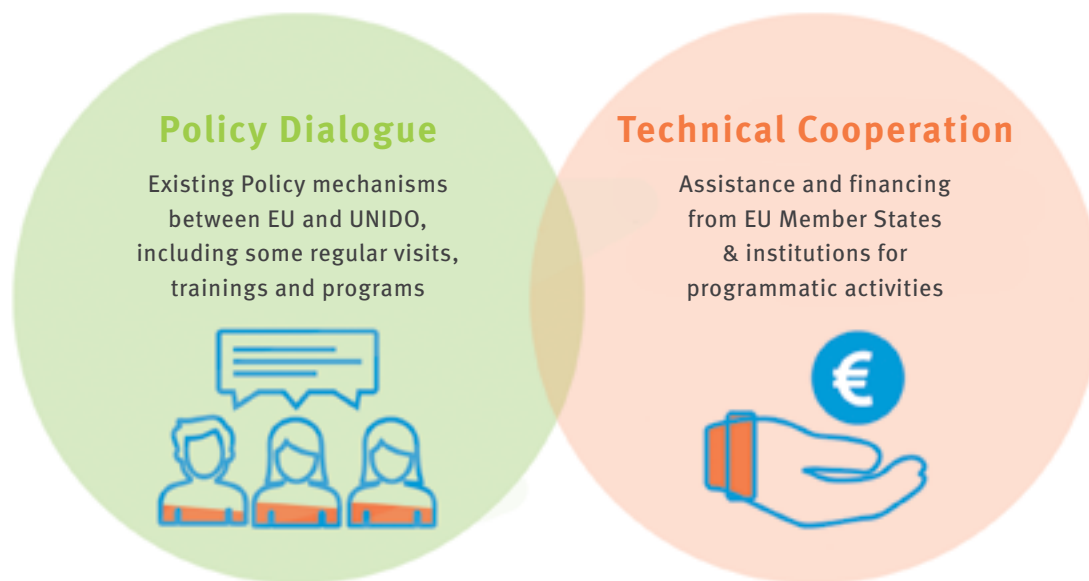 Policy Dialogue
Existing Policy mechanisms
between EU and UNIDO,
including some regular visits,
trainings and programs
Technical Cooperation
Assistance and financing
from EU Member States
& institutions for
programmatic activities
€